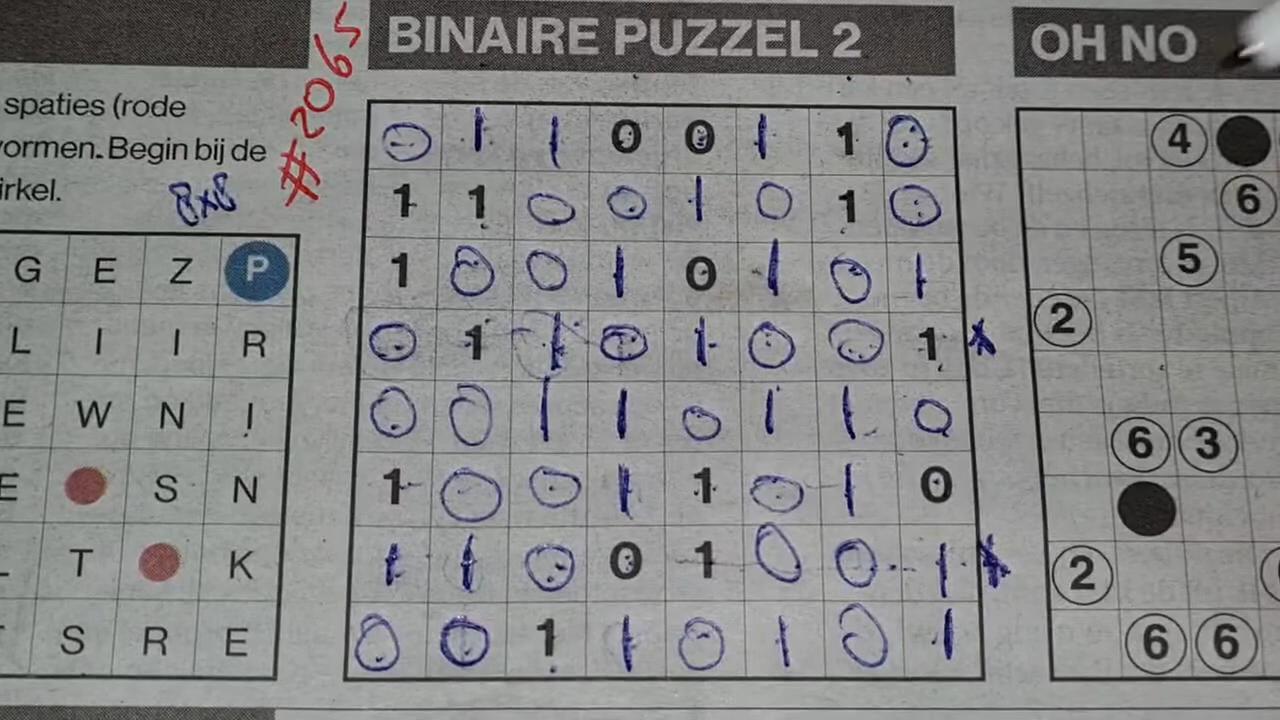 #2065
BINAIRE PUZZEL 2
OH NO
spaties (rode
vormen. Begin bij de
irkel.
8x8
G E Z P
L I I R
E W N !
E S N
T K
S R E
0 1 1 0 0 1 1 0
1 1 0 0 1 0 1 0
1 0 0 1 0 1 0 1
0 1 1 0 1 0 0 1
0 0 1 1 0 1 1 0
1 0 0 1 1 0 1 0
1 1 0 0 1 0 0 1
0 0 1 1 0 1 0 1
4
6
5
2
6 3
2
6 6